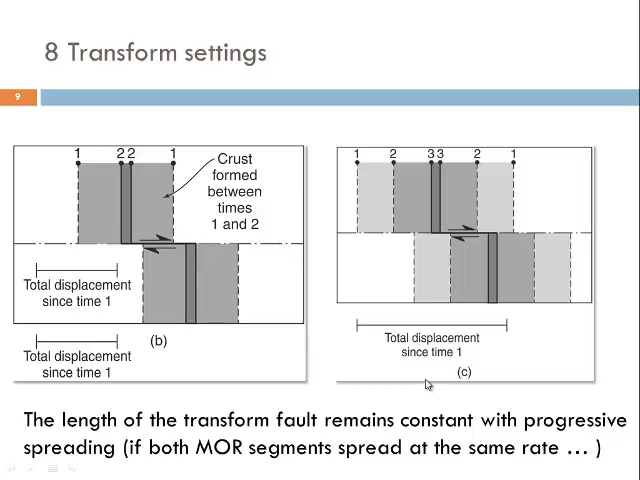 8 Transform settings
9
1 2 2 1
Crust
formed
between
times
1 and 2
Total displacement
since time 1
(b)
Total displacement
since time 1
1 2 3 3 2 1
Total displacement
since time 1
(c)
The length of the transform fault remains constant with progressive
spreading (if both MOR segments spread at the same rate … )